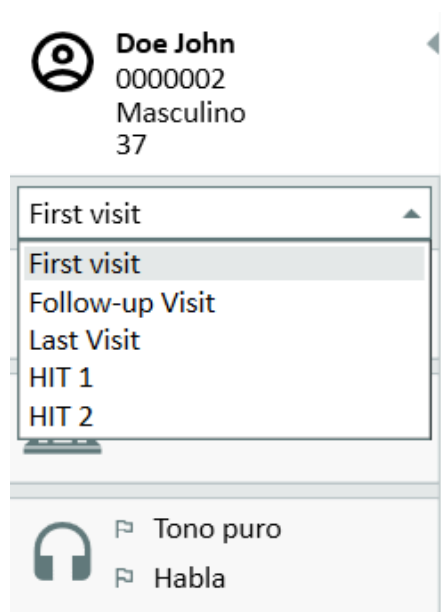 Doe John
0000002
Masculino
37
First visit
First visit
Follow-up Visit
Last Visit
HIT 1
HIT 2
Tono puro
Habla